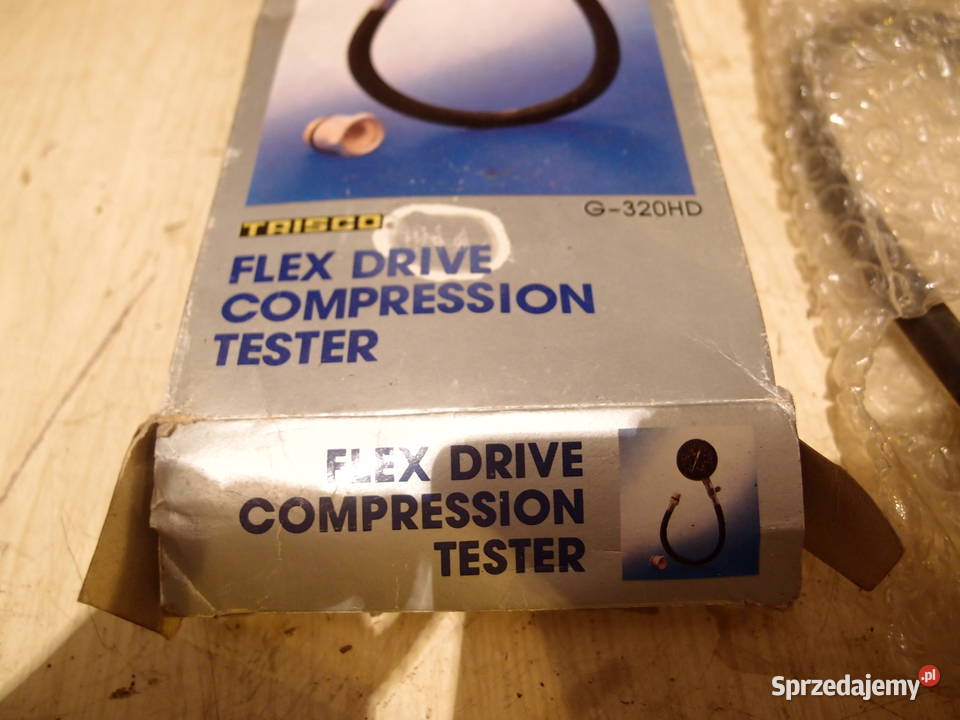 TRISCO®
G-320HD
FLEX DRIVE
COMPRESSION
TESTER
FLEX DRIVE
COMPRESSION
TESTER
Sprzedajemy.pl